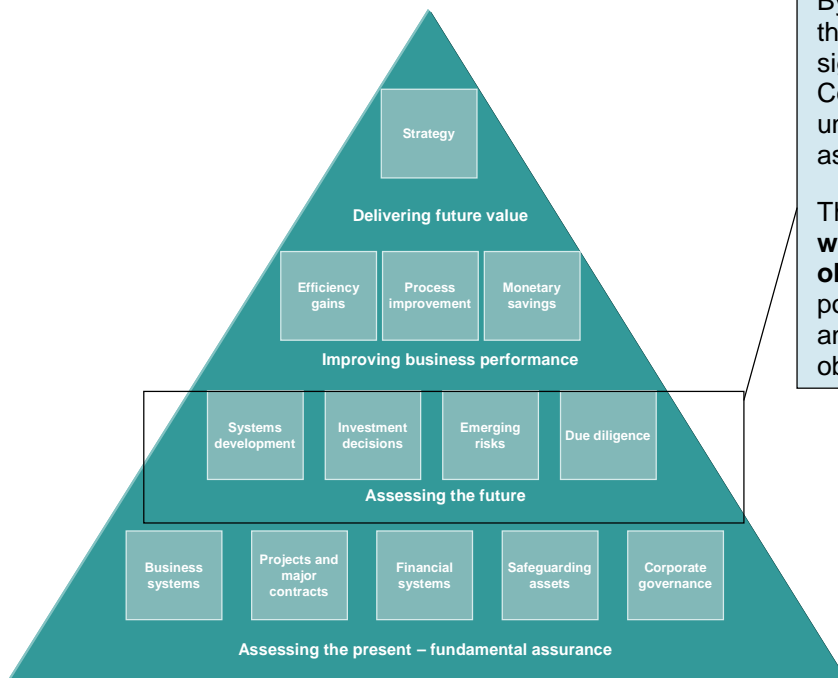 Strategy
Delivering future value
Efficiency
gains
Process
improvement
Monetary
savings
Improving business performance
Systems
development
Investment
decisions
Emerging
risks
Due diligence
Assessing the future
Business
systems
Projects and
major
contracts
Financial
systems
Safeguarding
assets
Corporate
governance
Assessing the present – fundamental assurance